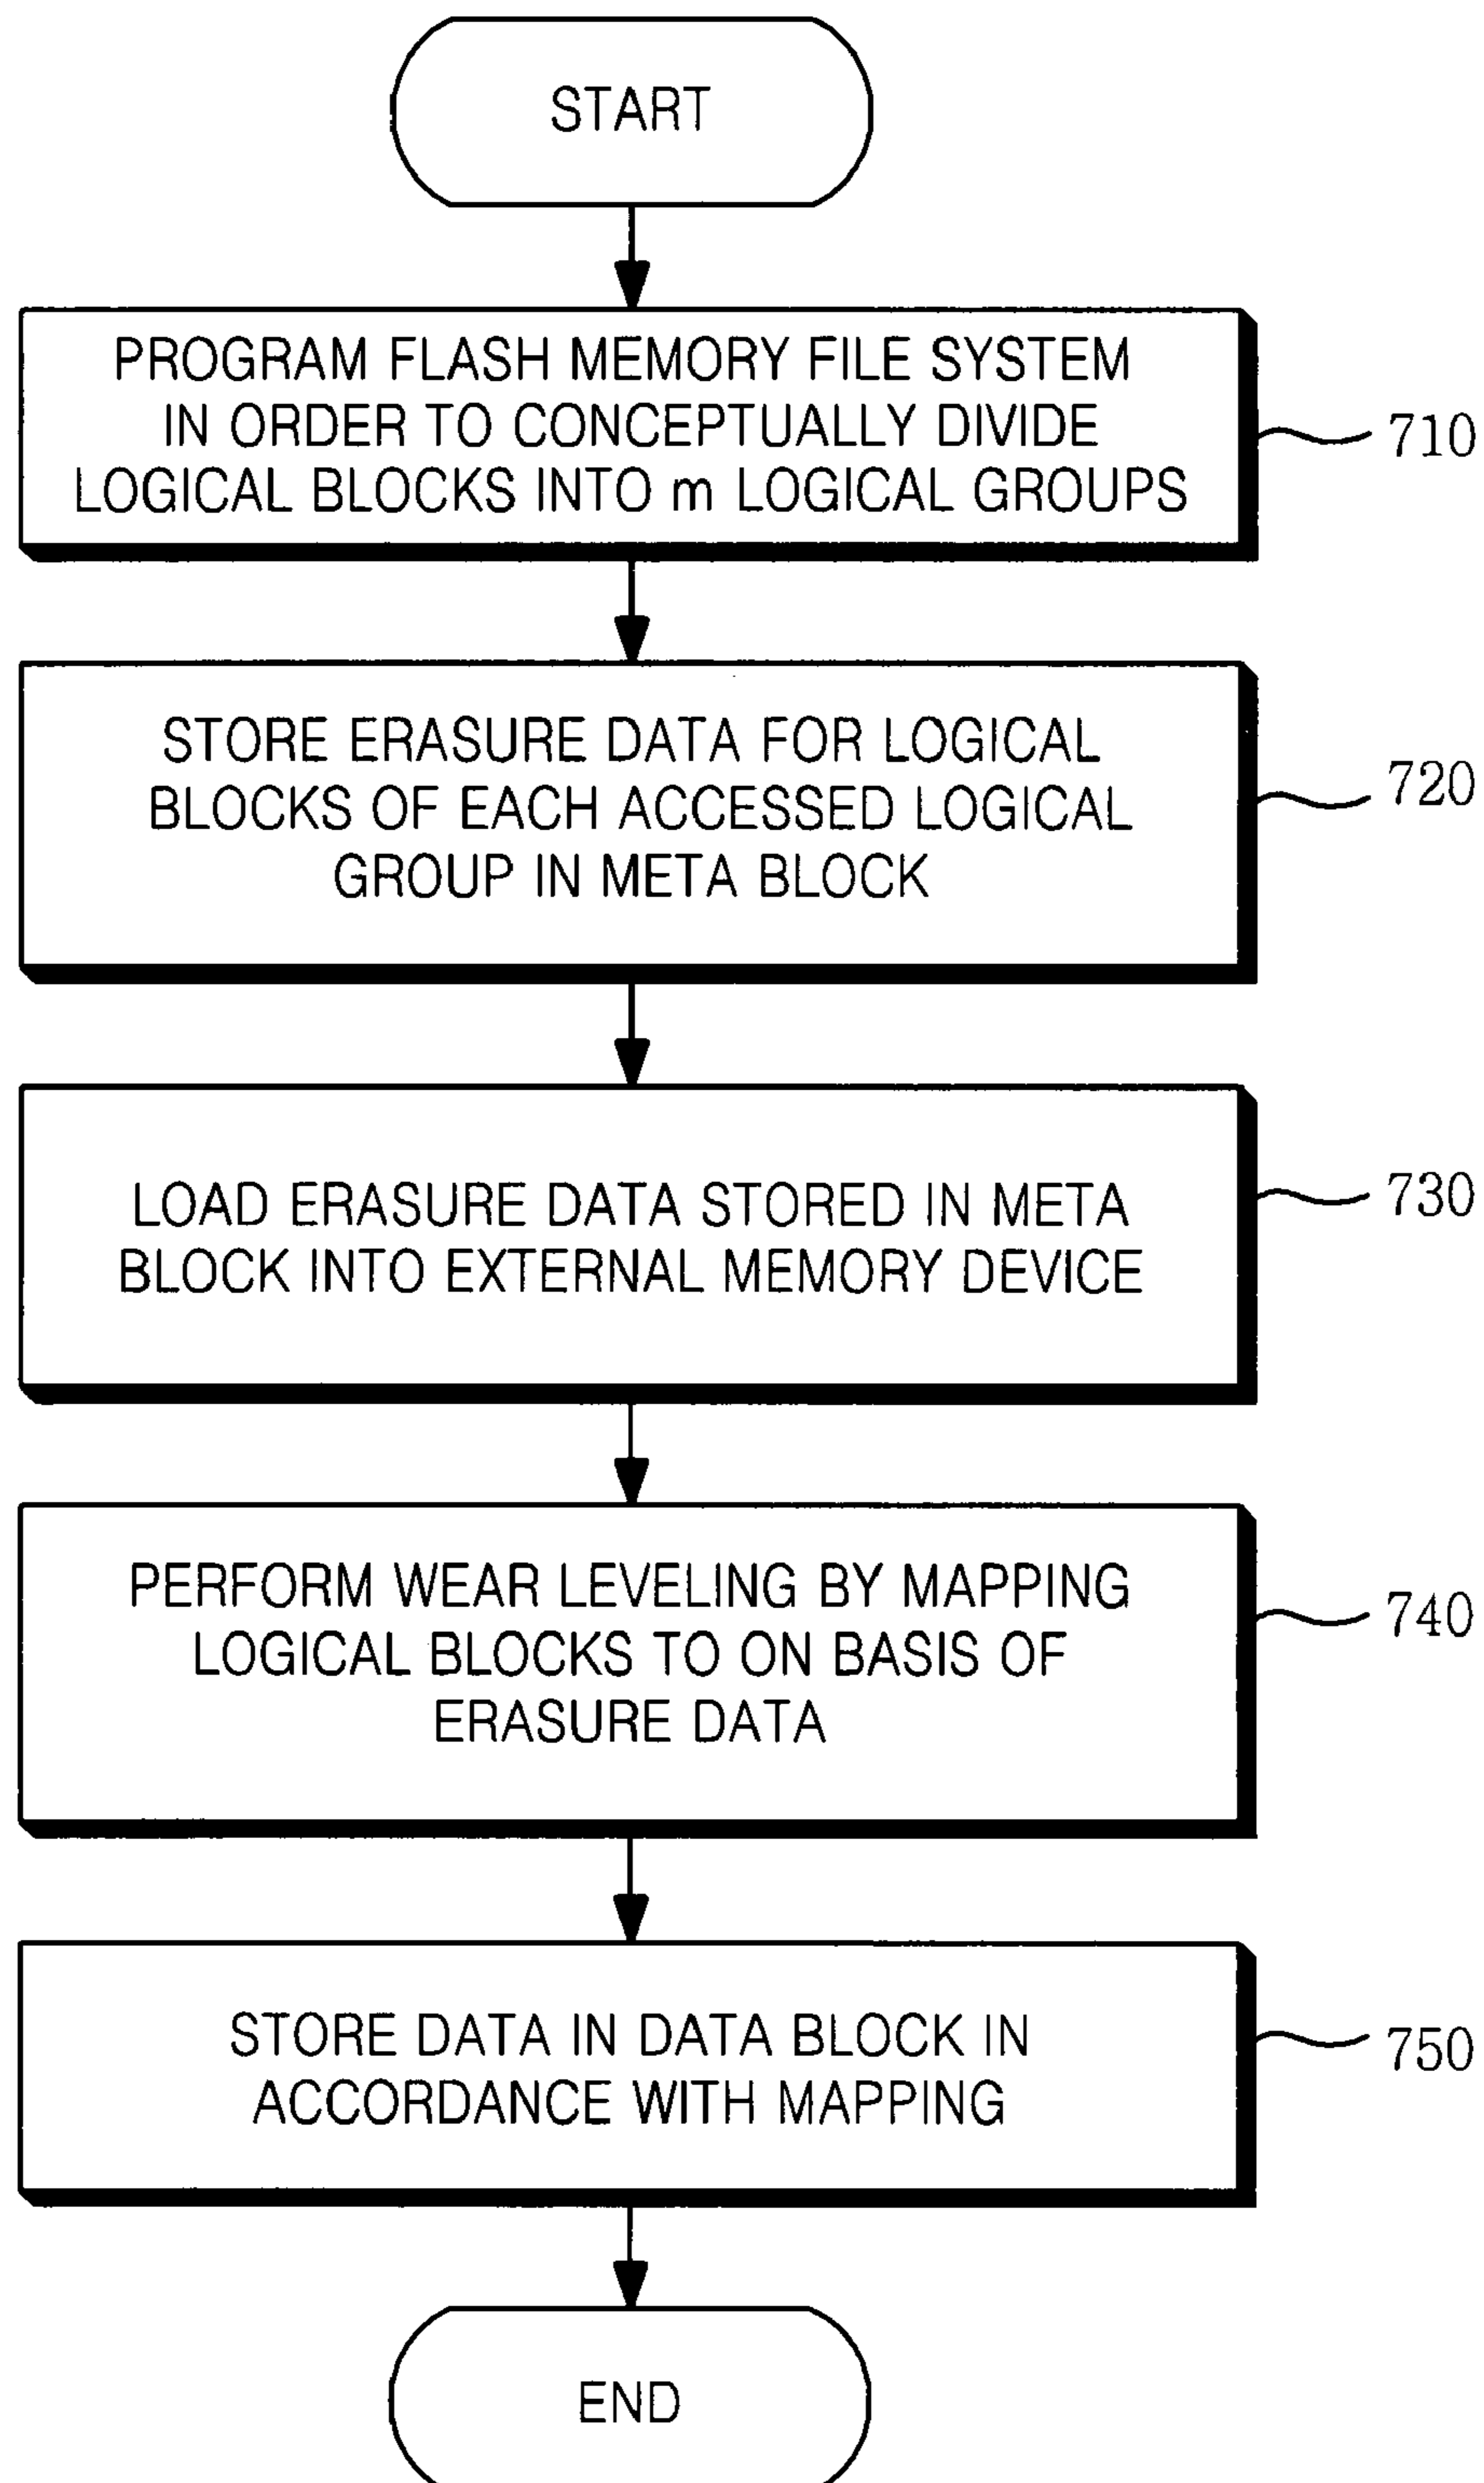 START
PROGRAM FLASH MEMORY FILE SYSTEM
IN ORDER TO CONCEPTUALLY DIVIDE
LOGICAL BLOCKS INTO m LOGICAL GROUPS
710
STORE ERASURE DATA FOR LOGICAL
BLOCKS OF EACH ACCESSED LOGICAL
GROUP IN META BLOCK
720
LOAD ERASURE DATA STORED IN META
BLOCK INTO EXTERNAL MEMORY DEVICE
730
PERFORM WEAR LEVELING BY MAPPING
LOGICAL BLOCKS TO ON BASIS OF
ERASURE DATA
740
STORE DATA IN DATA BLOCK IN
ACCORDANCE WITH MAPPING
750
END